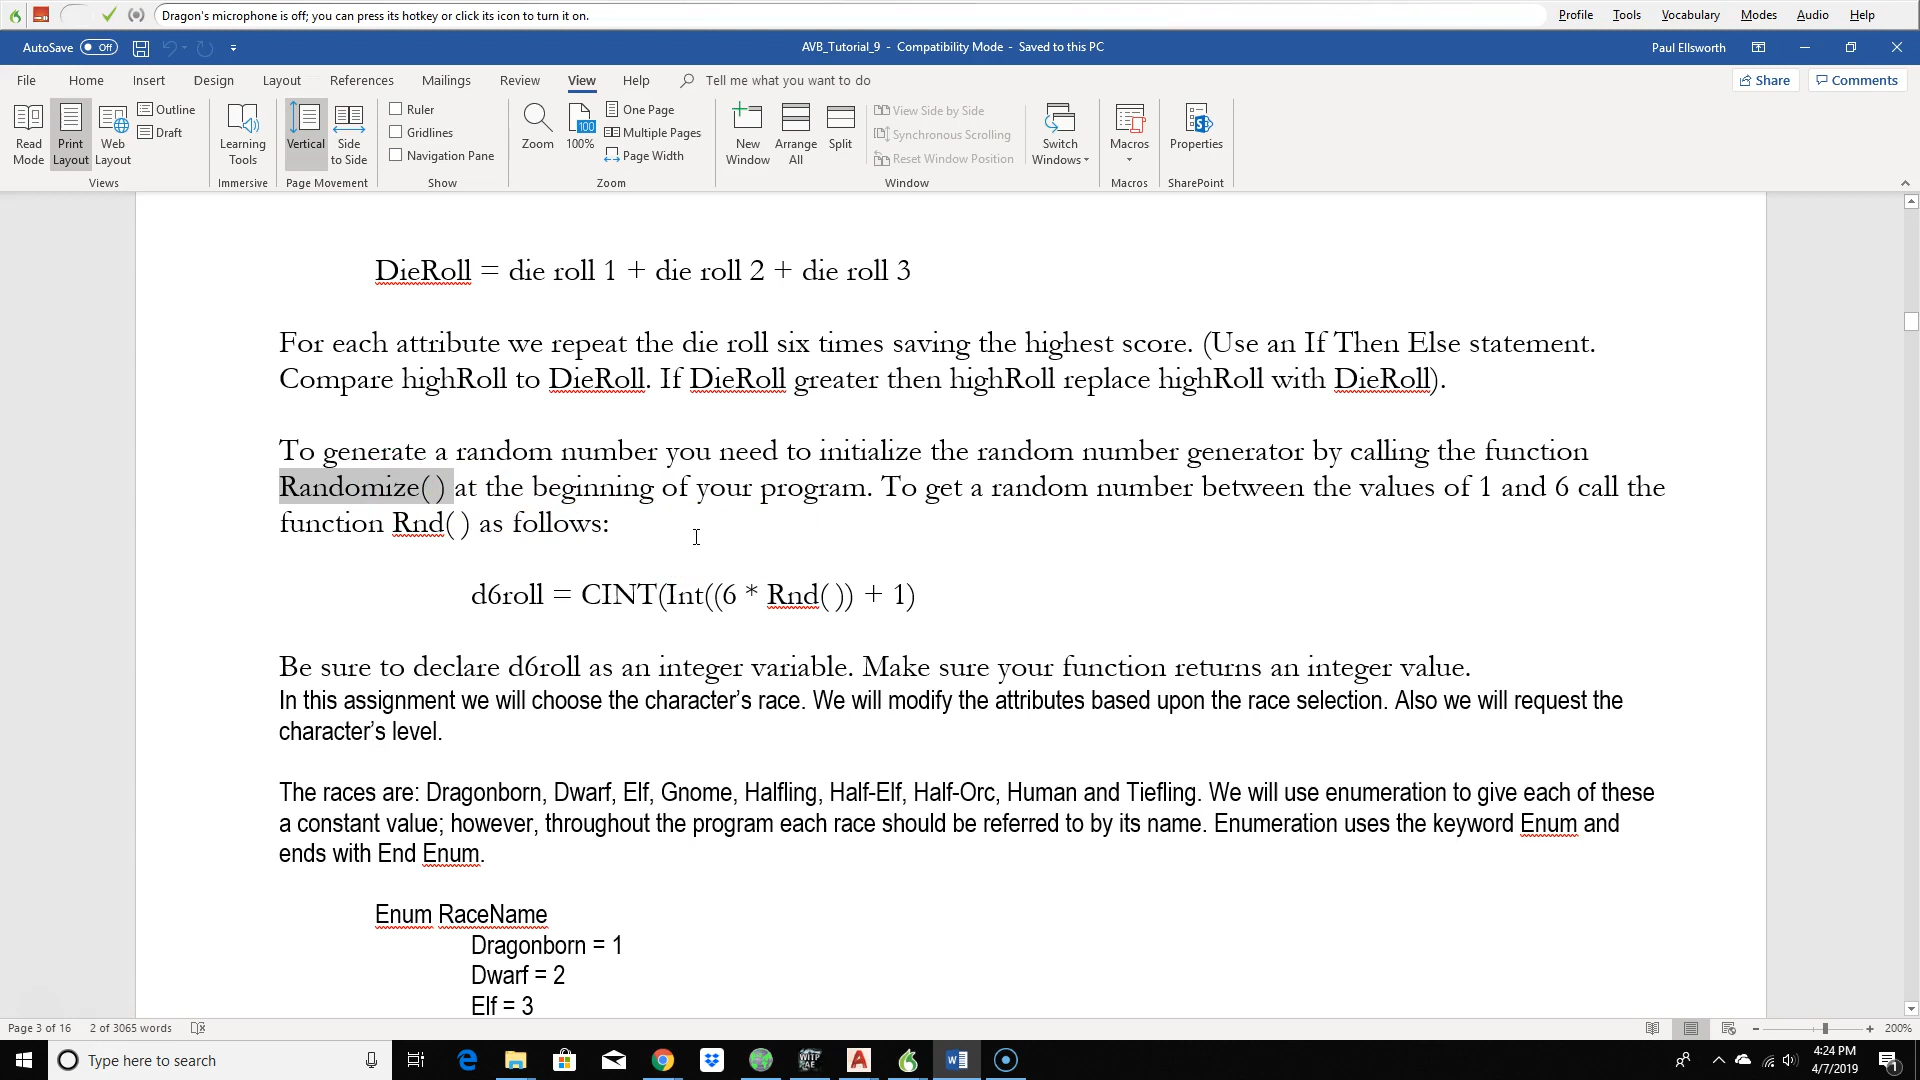 Dragon's microphone is off; you can press its hotkey or click its icon to turn it on.
Profile Tools Vocabulary Modes Audio Help
AutoSave Off
AVB_Tutorial_9 - Compatibility Mode - Saved to this PC
Paul Ellsworth
File Home Insert Design Layout References Mailings Review View Help Tell me what you want to do
Share Comments
Read Mode
Print Layout
Web Layout
Outline
Draft
Views
Learning Tools
Immersive
Vertical
Side to Side
Page Movement
Ruler
Gridlines
Navigation Pane
Show
Zoom
100
100%
One Page
Multiple Pages
Page Width
Zoom
New Window
Arrange All
Split
View Side by Side
Synchronous Scrolling
Reset Window Position
Window
Switch Windows
Macros
Macros
Properties
SharePoint
DieRoll = die roll 1 + die roll 2 + die roll 3
For each attribute we repeat the die roll six times saving the highest score. (Use an If Then Else statement.
Compare highRoll to DieRoll. If DieRoll greater then highRoll replace highRoll with DieRoll).
To generate a random number you need to initialize the random number generator by calling the function
Randomize( ) at the beginning of your program. To get a random number between the values of 1 and 6 call the
function Rnd( ) as follows:
d6roll = CINT(Int((6 * Rnd( )) + 1)
Be sure to declare d6roll as an integer variable. Make sure your function returns an integer value.
In this assignment we will choose the character’s race. We will modify the attributes based upon the race selection. Also we will request the
character’s level.
The races are: Dragonborn, Dwarf, Elf, Gnome, Halfling, Half-Elf, Half-Orc, Human and Tiefling. We will use enumeration to give each of these
a constant value; however, throughout the program each race should be referred to by its name. Enumeration uses the keyword Enum and
ends with End Enum.
Enum RaceName
Dragonborn = 1
Dwarf = 2
Elf = 3
Page 3 of 16 2 of 3065 words
200%
Type here to search
4:24 PM
4/7/2019
1